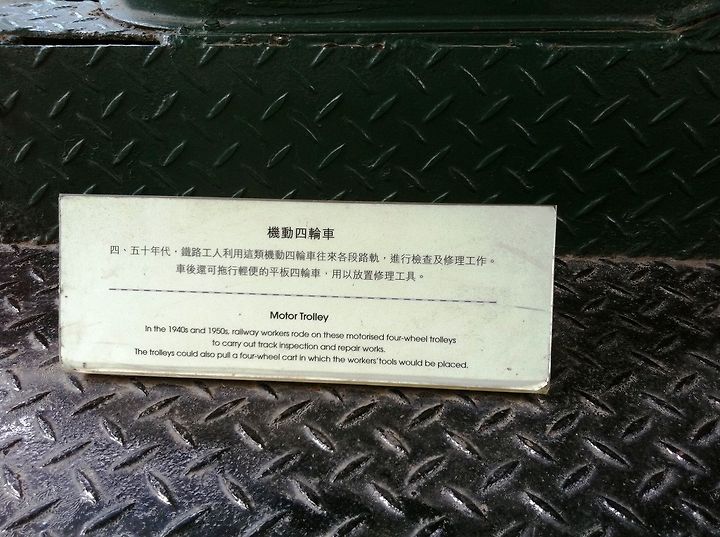 機動四輪車
四、五十年代，鐵路工人利用這類機動四輪車往來各段路軌，進行檢查及修理工作。
車後還可拖行輕便的平板四輪車，用以放置修理工具。
Motor Trolley
In the 1940s and 1950s, railway workers rode on these motorised four-wheel trolleys
to carry out track inspection and repair works.
The trolleys could also pull a four-wheel cart in which the workers' tools would be placed.